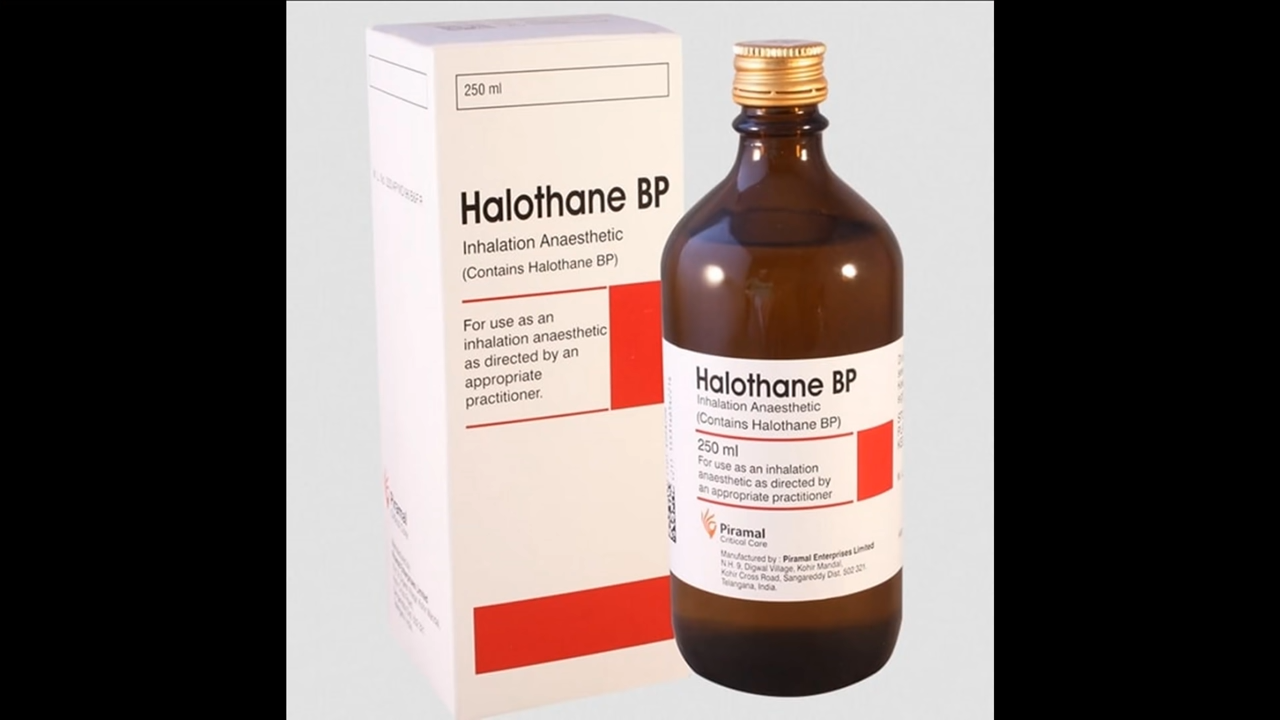 250 ml
Halothane BP
Inhalation Anaesthetic
(Contains Halothane BP)
For use as an
inhalation anaesthetic
as directed by an
appropriate
practitioner.
Piramal
Halothane BP
Inhalation Anaesthetic
(Contains Halothane BP)
250 ml
For use as an inhalation
anaesthetic as directed by
an appropriate practitioner
Piramal
Critical Care
Manufactured by : Piramal Enterprises Limited
N.H. 9, Digwal Village, Kohir Mandal,
Kohir Cross Road, Sangareddy Dist. 502 321,
Telangana, India.